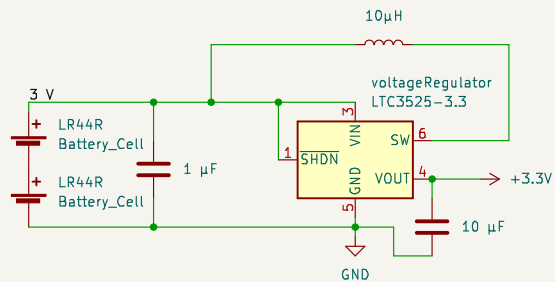 10µH
voltageRegulator
LTC3525-3.3
3 V
LR44R
Battery_Cell
LR44R
Battery_Cell
1 µF
3
VIN
1
SHDN
SW
6
VOUT
4
GND
5
+3.3V
10 µF
GND